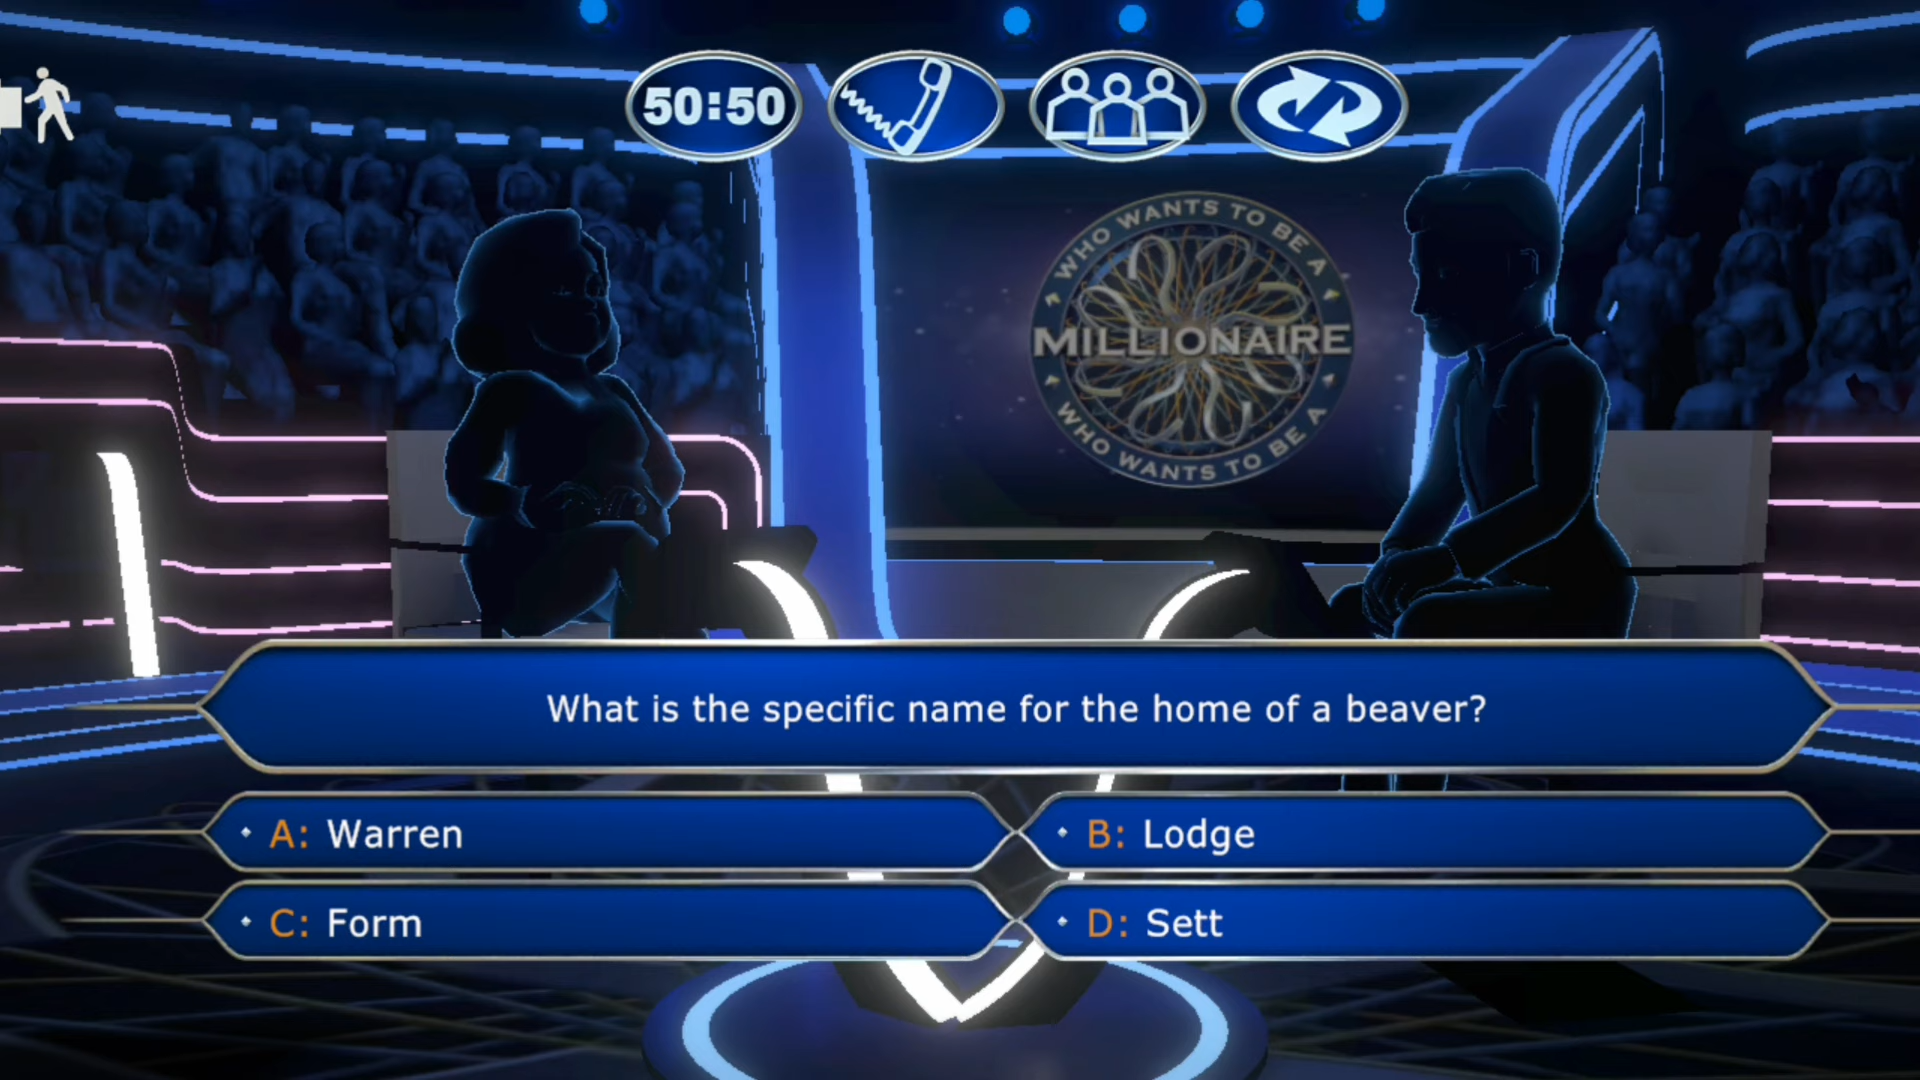 50:50
WHO WANTS TO BE A
MILLIONAIRE
WHO WANTS TO BE A
What is the specific name for the home of a beaver?
A: Warren
B: Lodge
C: Form
D: Sett